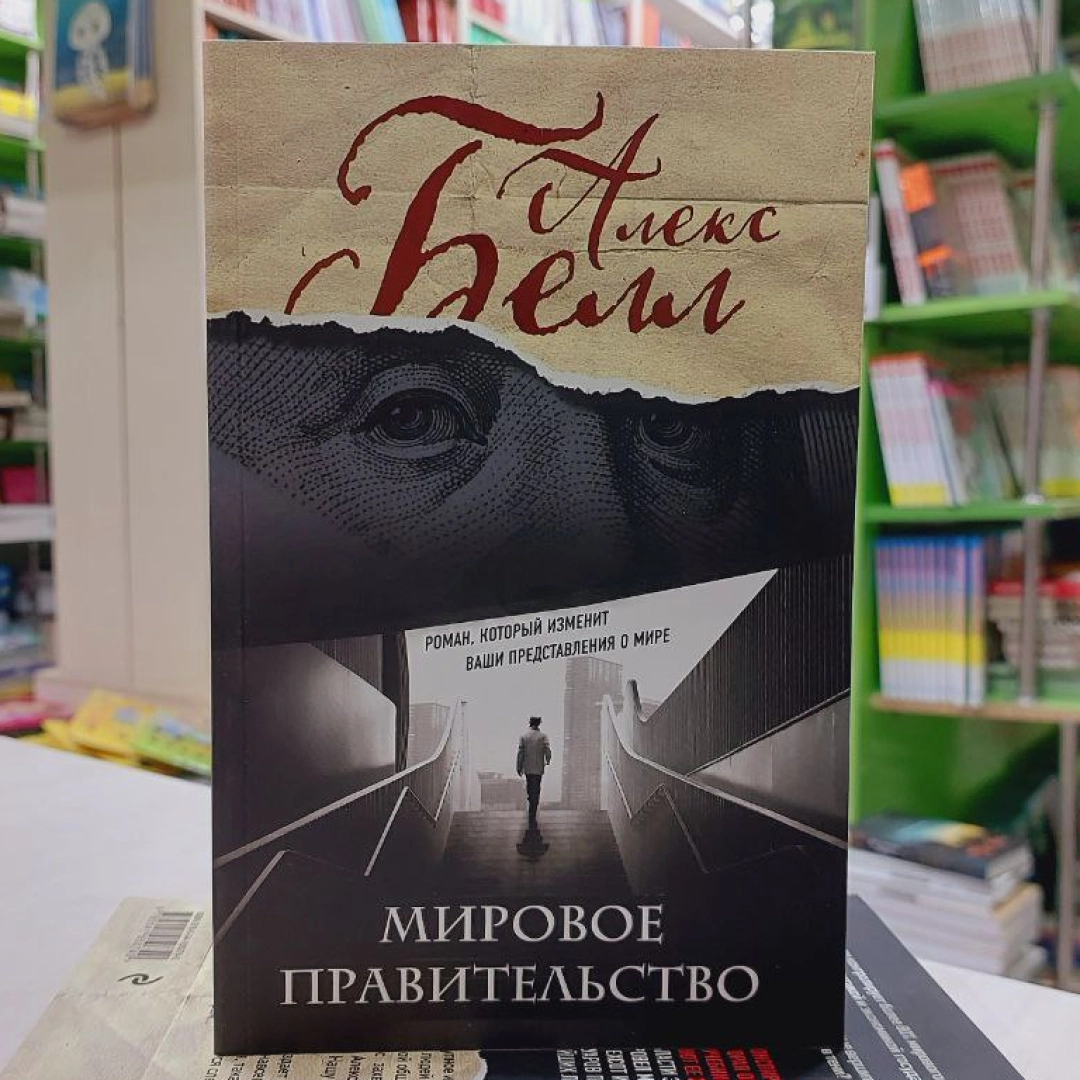 Алекс
Белл
РОМАН, КОТОРЫЙ ИЗМЕНИТ
ВАШИ ПРЕДСТАВЛЕНИЯ О МИРЕ
МИРОВОЕ
ПРАВИТЕЛЬСТВО